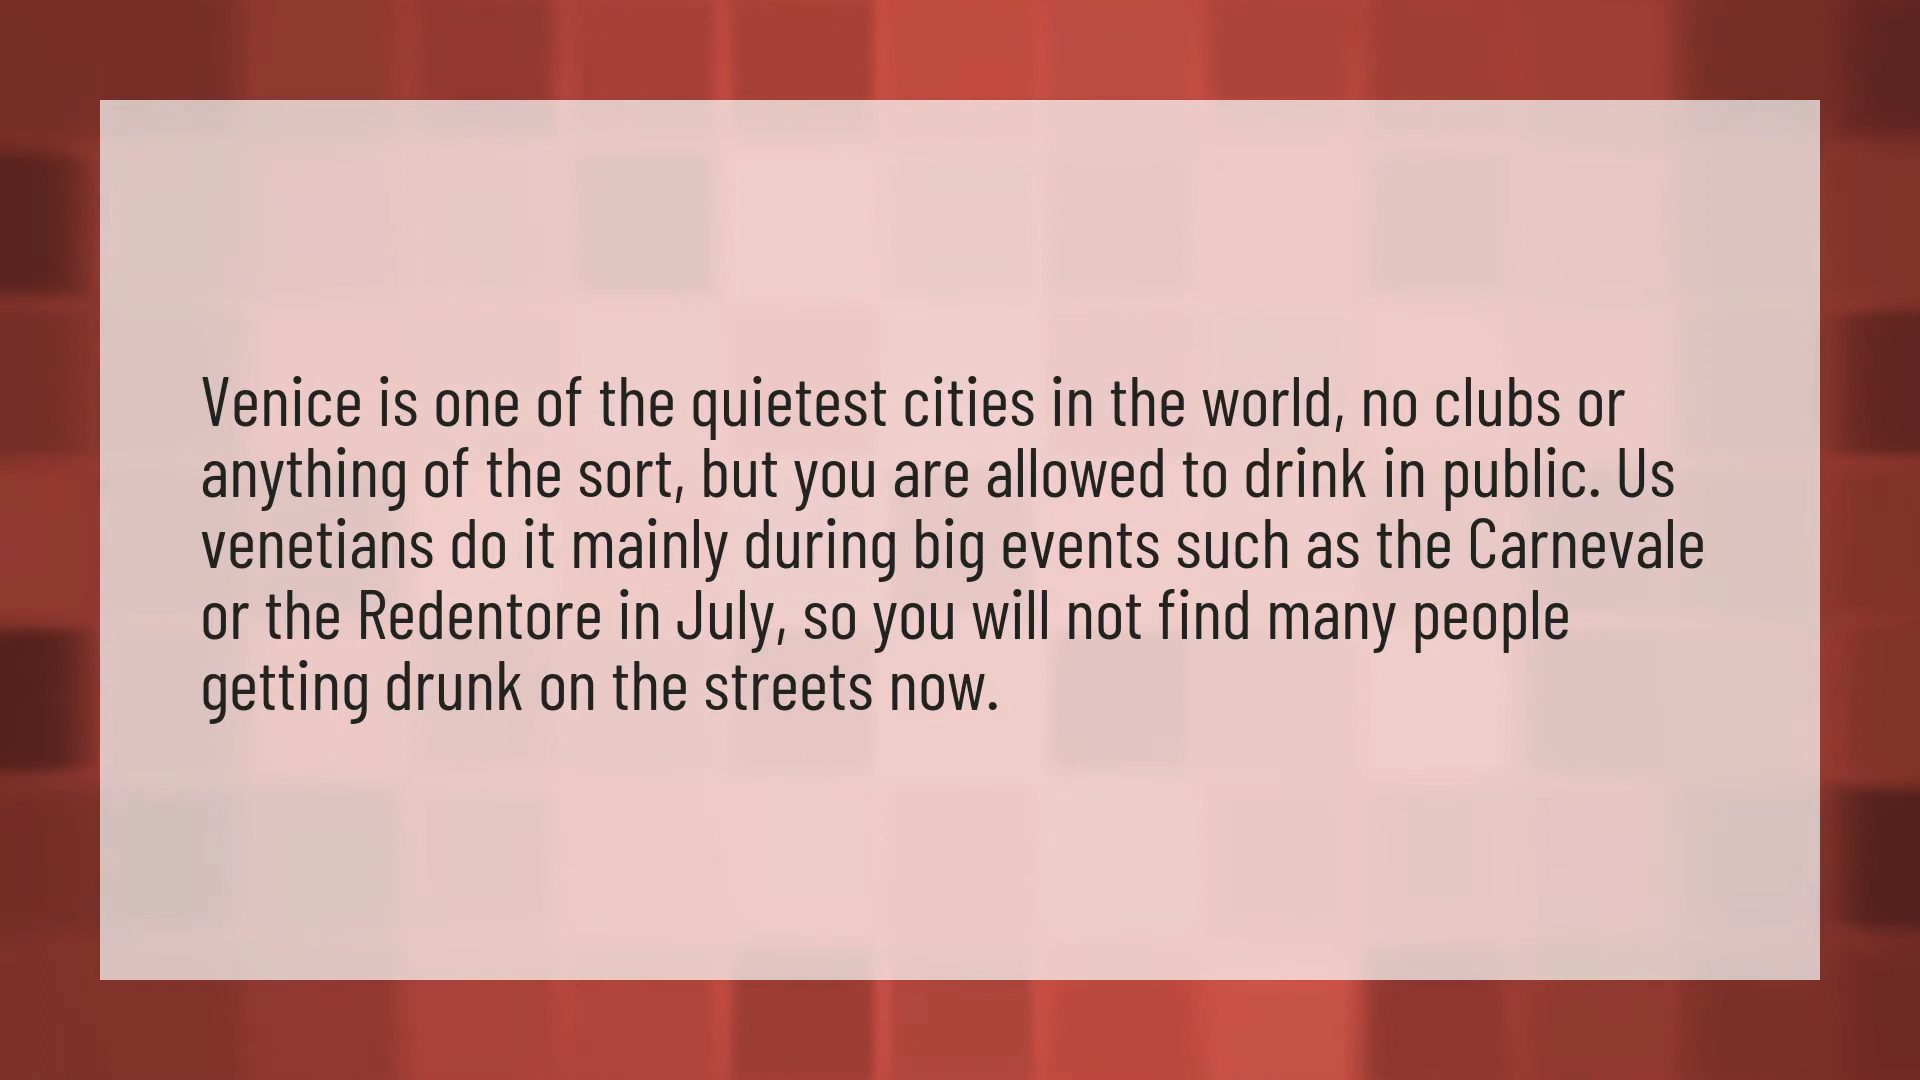 Venice is one of the quietest cities in the world, no clubs or
anything of the sort, but you are allowed to drink in public. Us
venetians do it mainly during big events such as the Carnevale
or the Redentore in July, so you will not find many people
getting drunk on the streets now.